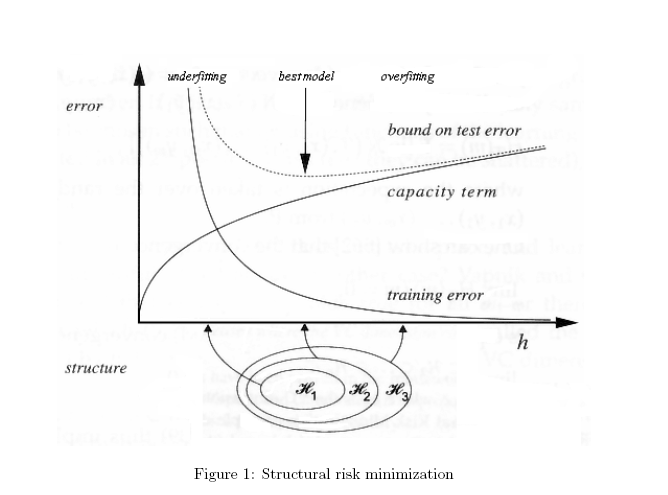 underfitting best model overfitting
error
bound on test error
capacity term
training error
h
structure
ℋ1 ℋ2 ℋ3
Figure 1: Structural risk minimization